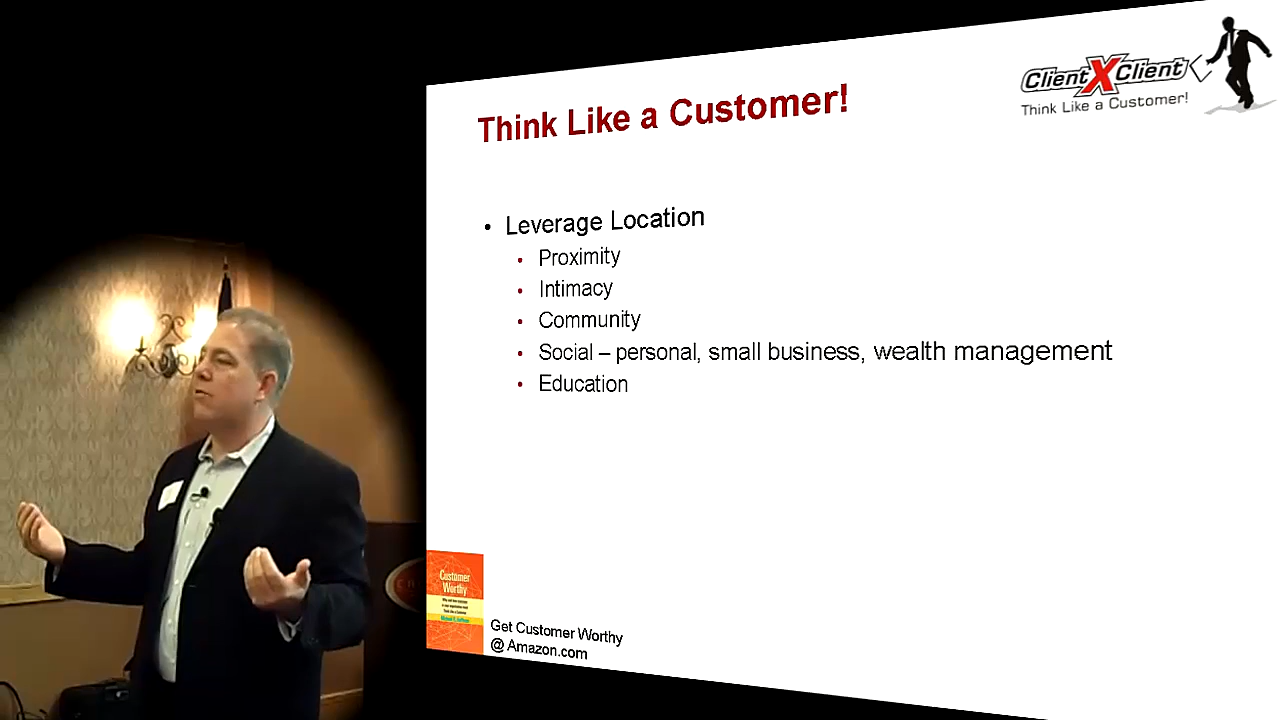 Client X Client
Think Like a Customer!
Think Like a Customer!
• Leverage Location
• Proximity
• Intimacy
• Community
• Social – personal, small business, wealth management
• Education
Customer
Worthy
Get Customer Worthy
@ Amazon.com